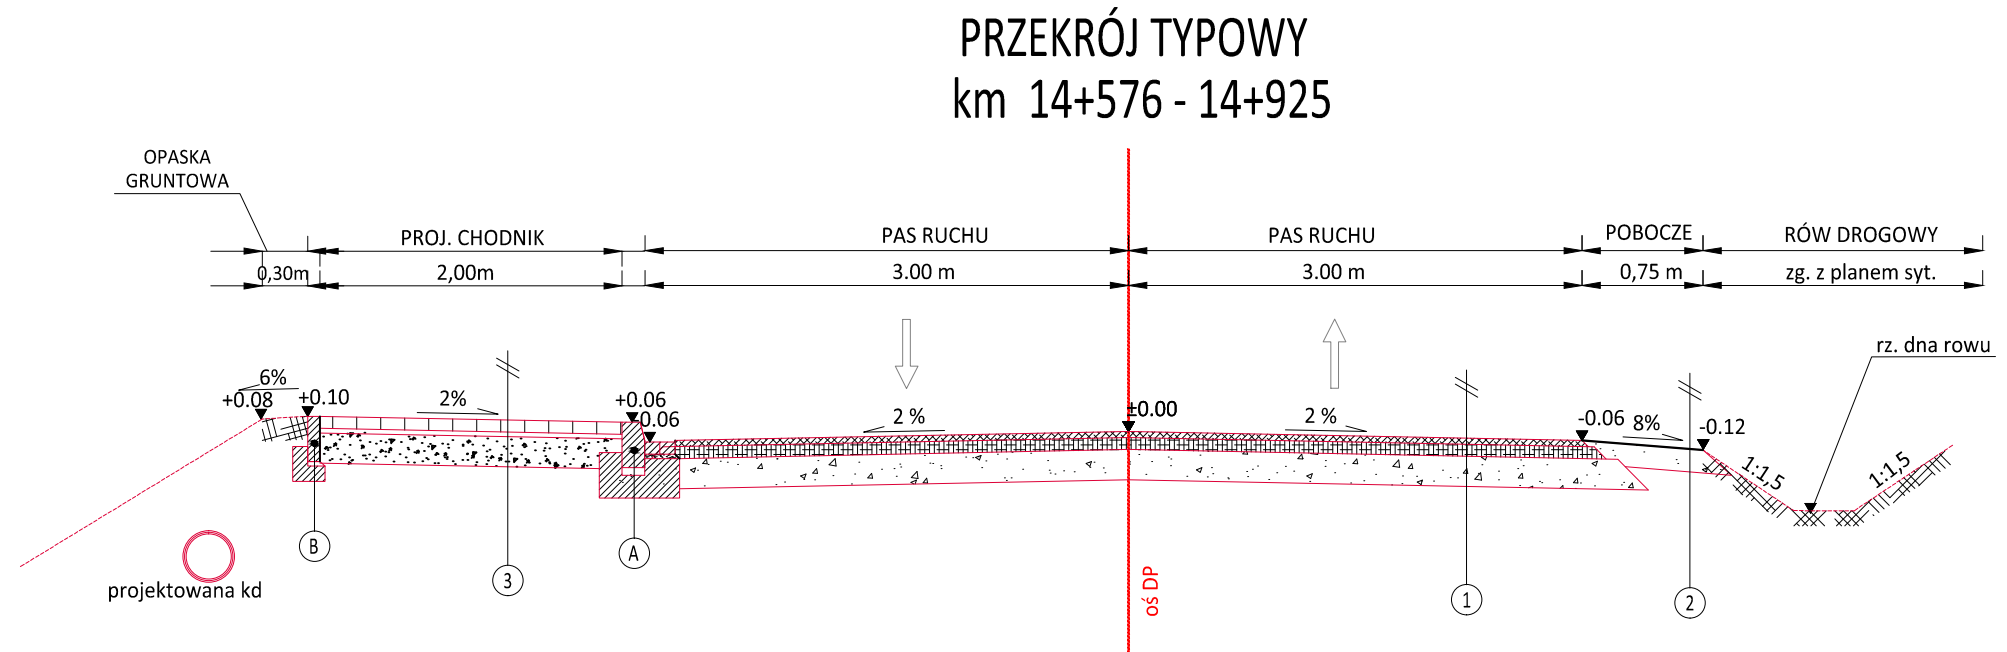 PRZEKRÓJ TYPOWY
km 14+576 - 14+925
OPASKA
GRUNTOWA
PROJ. CHODNIK
PAS RUCHU
PAS RUCHU
POBOCZE
RÓW DROGOWY
0,30m
2,00m
3.00 m
3.00 m
0,75 m
zg. z planem syt.
rz. dna rowu
6%
+0.08
+0.10
2%
+0.06
0.06
2 %
±0.00
2 %
-0.06
8%
-0.12
1:1,5
1:1,5
B
A
3
1
2
projektowana kd
oś DP